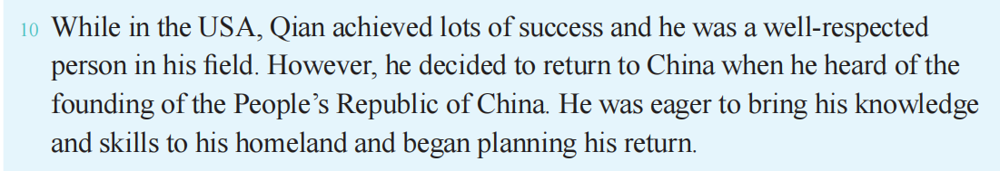 10 While in the USA, Qian achieved lots of success and he was a well-respected
person in his field. However, he decided to return to China when he heard of the
founding of the People’s Republic of China. He was eager to bring his knowledge
and skills to his homeland and began planning his return.